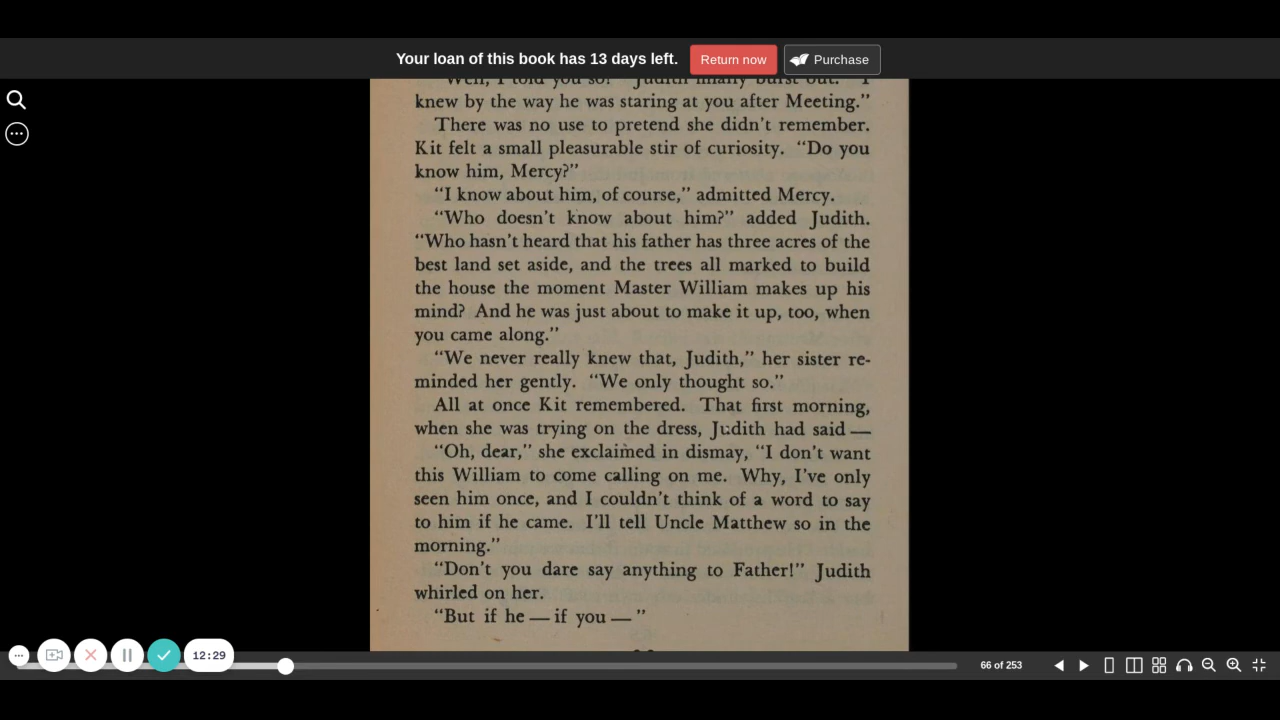 Your loan of this book has 13 days left. Return now Purchase
"Well, I told you so!" Judith finally burst out. "I
knew by the way he was staring at you after Meeting."
There was no use to pretend she didn't remember.
Kit felt a small pleasurable stir of curiosity. "Do you
know him, Mercy?"
"I know about him, of course," admitted Mercy.
"Who doesn't know about him?" added Judith.
"Who hasn't heard that his father has three acres of the
best land set aside, and the trees all marked to build
the house the moment Master William makes up his
mind? And he was just about to make it up, too, when
you came along."
"We never really knew that, Judith," her sister re-
minded her gently. "We only thought so."
All at once Kit remembered. That first morning,
when she was trying on the dress, Judith had said —
"Oh, dear," she exclaimed in dismay, "I don't want
this William to come calling on me. Why, I've only
seen him once, and I couldn't think of a word to say
to him if he came. I'll tell Uncle Matthew so in the
morning."
"Don't you dare say anything to Father!" Judith
whirled on her.
"But if he — if you — "
12:29
66 of 253